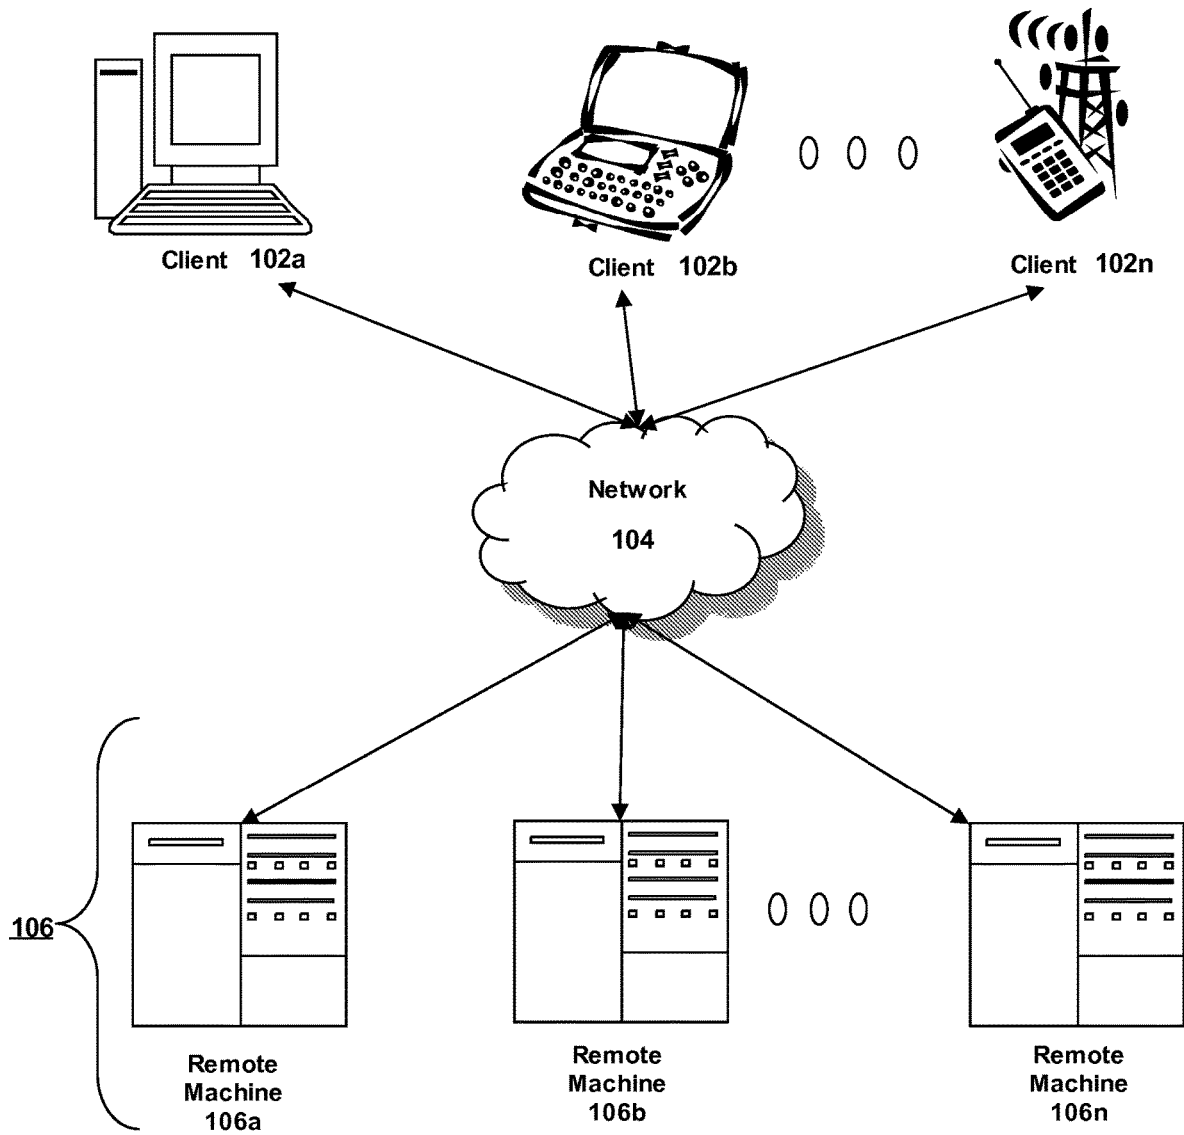 Client 102a
Client 102b
Client 102n
Network
104
106
Remote
Machine
106a
Remote
Machine
106b
Remote
Machine
106n